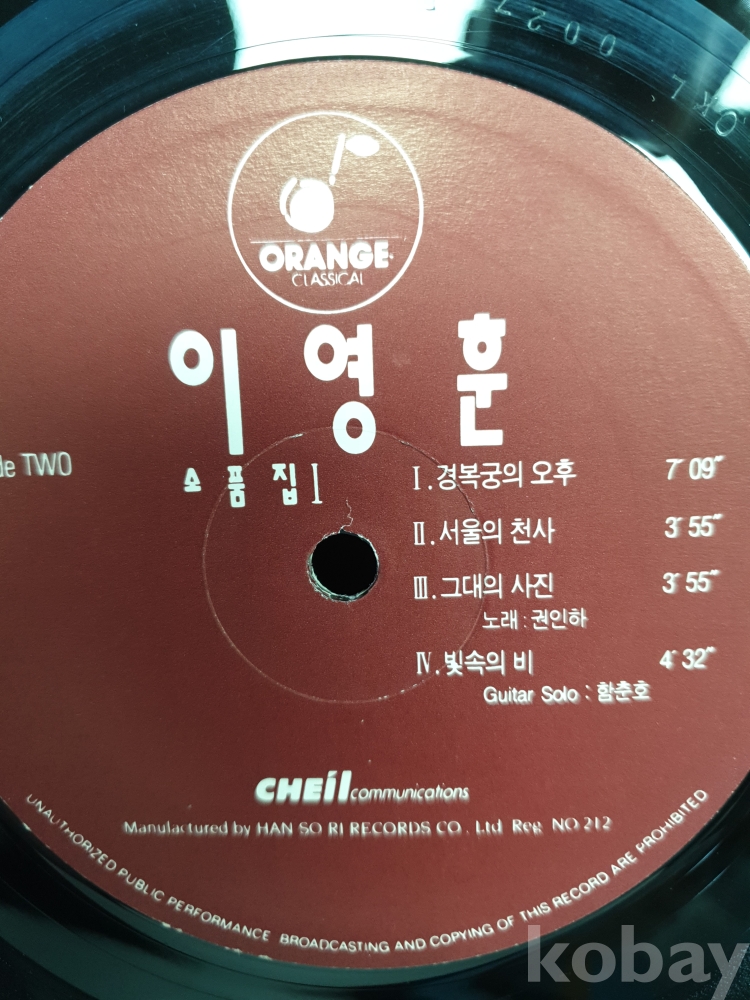 0027
ORANGE
CLASSICAL
이영훈
소품집 I
de TWO
I. 경복궁의 오후 7′ 09″
II. 서울의 천사 3′ 55″
III. 그대의 사진 3′ 55″
노래 : 권인하
IV. 빛속의 비 4′ 32″
Guitar Solo : 함춘호
CHEil communications
Manufactured by HAN SO RI RECORDS CO., Ltd Reg. NO 212
UNAUTHORIZED PUBLIC PERFORMANCE BROADCASTING AND COPYING OF THIS RECORD ARE PROHIBITED
kobay